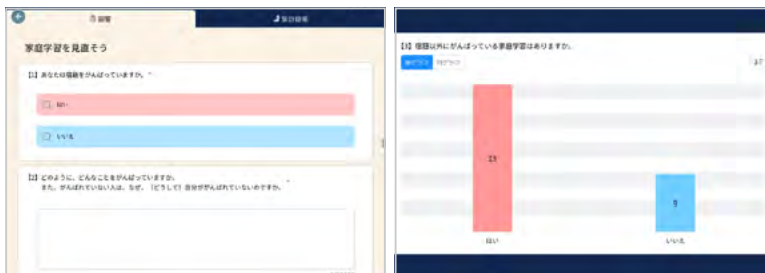 回答
集計結果
家庭学習を見直そう
【1】あなたは宿題をがんばっていますか。*
はい
いいえ
【2】どのように、どんなことをがんばっていますか。
また、がんばれていない人は、なぜ、（どうして）自分ががんばれていないのですか。
【3】宿題以外にがんばっている家庭学習はありますか。
棒グラフ
円グラフ
9
はい
いいえ